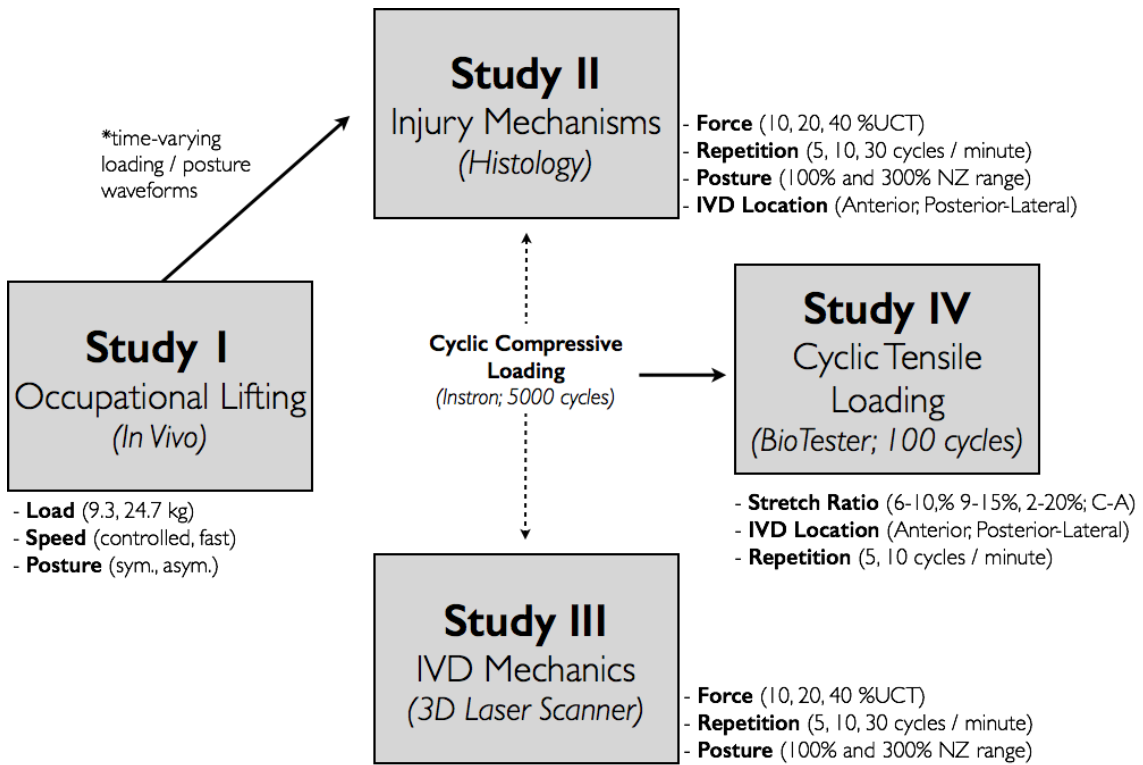 Study II
Injury Mechanisms
(Histology)
- Force (10, 20, 40 %UCT)
- Repetition (5, 10, 30 cycles / minute)
- Posture (100% and 300% NZ range)
- IVD Location (Anterior, Posterior-Lateral)
*time-varying
loading / posture
waveforms
Study I
Occupational Lifting
(In Vivo)
- Load (9.3, 24.7 kg)
- Speed (controlled, fast)
- Posture (sym., asym.)
Cyclic Compressive
Loading
(Instron; 5000 cycles)
Study IV
Cyclic Tensile
Loading
(BioTester; 100 cycles)
- Stretch Ratio (6-10,% 9-15%, 2-20%; C-A)
- IVD Location (Anterior, Posterior-Lateral)
- Repetition (5, 10 cycles / minute)
Study III
IVD Mechanics
(3D Laser Scanner)
- Force (10, 20, 40 %UCT)
- Repetition (5, 10, 30 cycles / minute)
- Posture (100% and 300% NZ range)